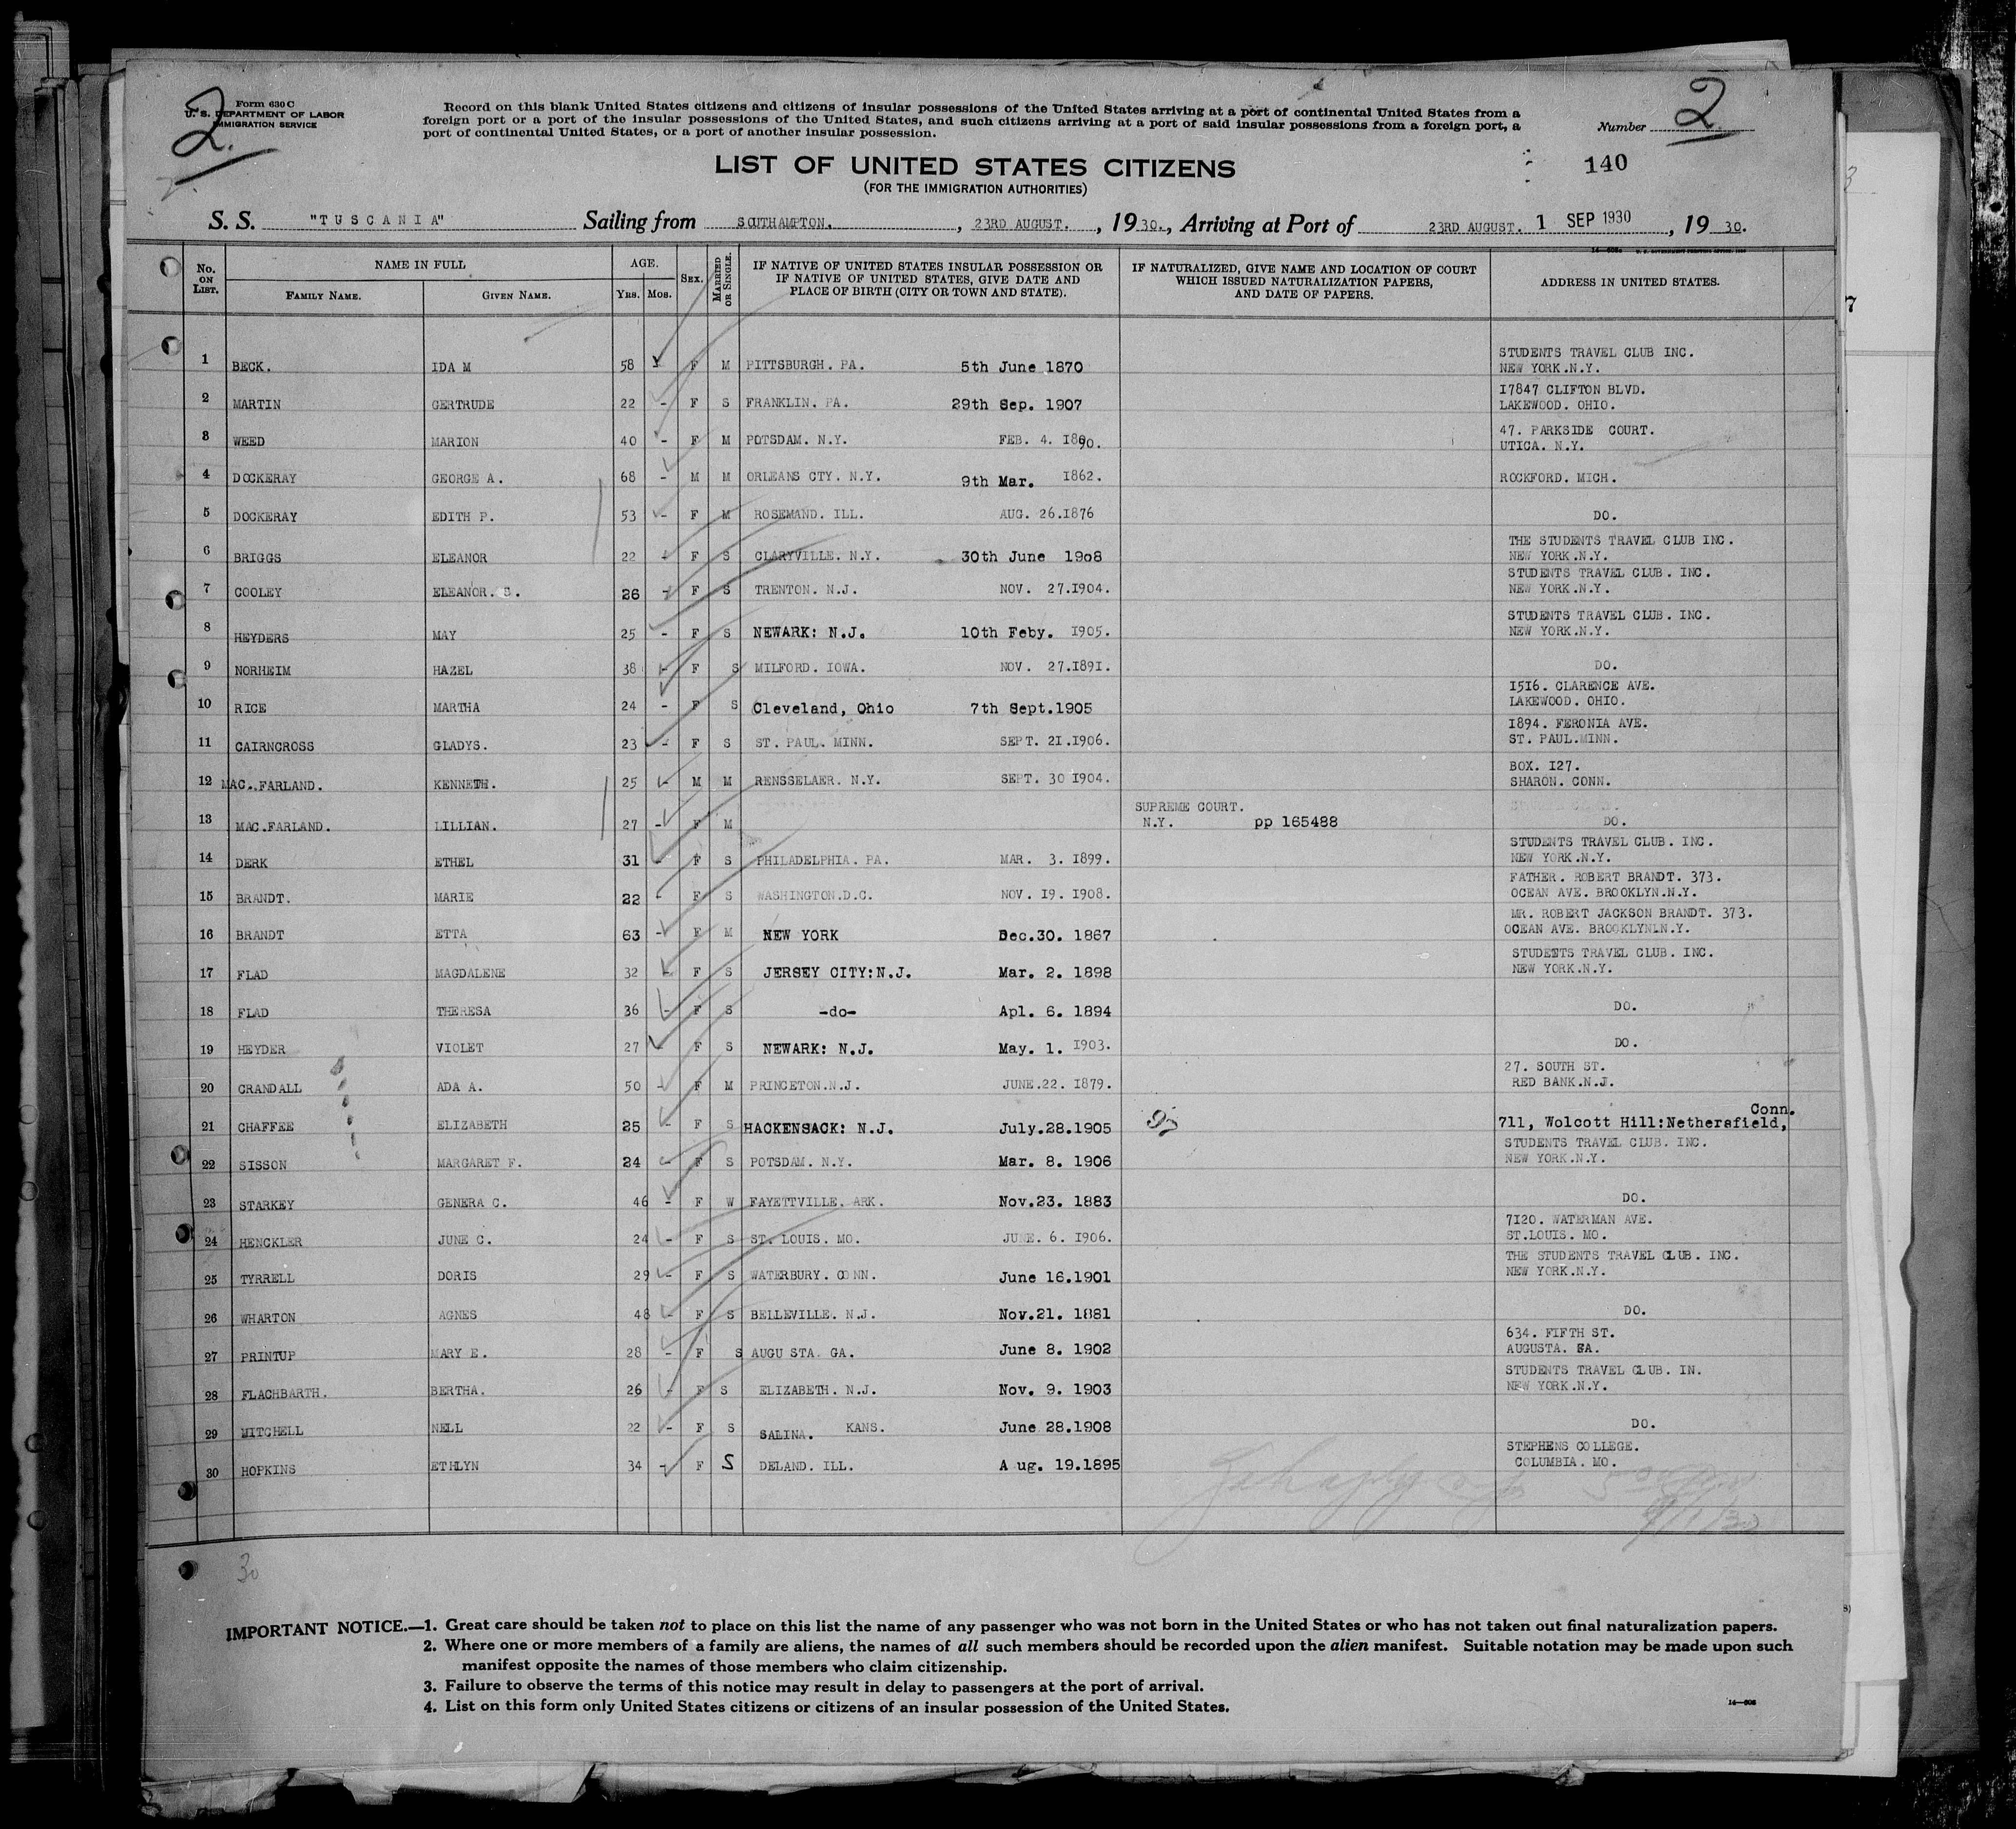 Form 630 C
U. S. DEPARTMENT OF LABOR
IMMIGRATION SERVICE
2.
Record on this blank United States citizens and citizens of insular possessions of the United States arriving at a port of continental United States from a
foreign port or a port of the insular possessions of the United States, and such citizens arriving at a port of said insular possessions from a foreign port, a
port of continental United States, or a port of another insular possession.
Number 2
LIST OF UNITED STATES CITIZENS
140
(FOR THE IMMIGRATION AUTHORITIES)
S. S. "TUSCANIA" Sailing from SOUTHAMPTON, 23RD AUGUST. , 1930., Arriving at Port of 23RD AUGUST. 1 SEP 1930 , 19 30.
No. ON LIST. NAME IN FULL FAMILY NAME. GIVEN NAME. AGE. YRS. MOS. SEX. MARRIED OR SINGLE. IF NATIVE OF UNITED STATES INSULAR POSSESSION OR IF NATIVE OF UNITED STATES, GIVE DATE AND PLACE OF BIRTH (CITY OR TOWN AND STATE). IF NATURALIZED, GIVE NAME AND LOCATION OF COURT WHICH ISSUED NATURALIZATION PAPERS, AND DATE OF PAPERS. ADDRESS IN UNITED STATES.
1 BECK. IDA M 58 F M PITTSBURGH. PA. 5th June 1870 STUDENTS TRAVEL CLUB INC. NEW YORK.N.Y.
2 MARTIN GERTRUDE 22 - F S FRANKLIN. PA. 29th Sep. 1907 17847 CLIFTON BLVD. LAKEWOOD. OHIO.
3 WEED MARION 40 - F M POTSDAM. N.Y. FEB. 4. 1890. 47. PARKSIDE COURT. UTICA. N.Y.
4 DOCKERAY GEORGE A. 68 - M M ORLEANS CTY. N.Y. 9th Mar. 1862. ROCKFORD. MICH.
5 DOCKERAY EDITH P. 53 - F M ROSEMAND. ILL. AUG. 26.1876 DO.
6 BRIGGS ELEANOR 22 - F S CLARYVILLE. N.Y. 30th June 1908 THE STUDENTS TRAVEL CLUB INC. NEW YORK.N.Y.
7 COOLEY ELEANOR. S. 26 - F S TRENTON. N.J. NOV. 27.1904. STUDENTS TRAVEL CLUB. INC. NEW YORK.N.Y.
8 HEYDERS MAY 25 - F S NEWARK: N.J. 10th Feby. 1905. STUDENTS TRAVEL CLUB. INC. NEW YORK.N.Y.
9 NORHEIM HAZEL 38 - F S MILFORD. IOWA. NOV. 27.1891. DO.
10 RICE MARTHA 24 - F S Cleveland, Ohio 7th Sept.1905 1516. CLARENCE AVE. LAKEWOOD. OHIO.
11 CAIRNCROSS GLADYS. 23 - F S ST. PAUL. MINN. SEPT. 21.1906. 1894. FERONIA AVE. ST. PAUL.MINN.
12 MAC.FARLAND. KENNETH. 25 - M M RENSSELAER. N.Y. SEPT. 30 1904. BOX. 127. SHARON. CONN.
13 MAC.FARLAND. LILLIAN. 27 - F M SUPREME COURT. N.Y. pp 165488 DO.
14 DERK ETHEL 31 - F S PHILADELPHIA. PA. MAR. 3. 1899. STUDENTS TRAVEL CLUB. INC. NEW YORK.N.Y.
15 BRANDT. MARIE 22 - F S WASHINGTON.D.C. NOV. 19. 1908. FATHER. ROBERT BRANDT. 373. OCEAN AVE. BROOKLYN.N.Y.
16 BRANDT ETTA 63 - F M NEW YORK Dec.30. 1867 MR. ROBERT JACKSON BRANDT. 373. OCEAN AVE. BROOKLYNLN.Y.
17 FLAD MAGDALENE 32 - F S JERSEY CITY:N.J. Mar. 2. 1898 STUDENTS TRAVEL CLUB. INC. NEW YORK.N.Y.
18 FLAD THERESA 36 - F S -do- Apl. 6. 1894 DO.
19 HEYDER VIOLET 27 - F S NEWARK: N.J. May. 1. 1903. DO.
20 CRANDALL ADA A. 50 - F M PRINCETON.N.J. JUNE.22. 1879. 27. SOUTH ST. RED BANK.N.J.
21 CHAFFEE ELIZABETH 25 - F S HACKENSACK: N.J. July.28.1905 711, Wolcott Hill:Nethersfield, Conn.
22 SISSON MARGARET F. 24 - F S POTSDAM. N.Y. Mar. 8. 1906 STUDENTS TRAVEL CLUB. INC. NEW YORK.N.Y.
23 STARKEY GENERA C. 46 - F W FAYETTVILLE. ARK. Nov.23. 1883 DO.
24 HENCKLER JUNE C. 24 - F S ST. LOUIS. MO. JUNE. 6. 1906. 7120. WATERMAN AVE. ST.LOUIS. MO.
25 TYRRELL DORIS 29 - F S WATERBURY. CONN. June 16.1901 THE STUDENTS TRAVEL CLUB. INC. NEW YORK.N.Y.
26 WHARTON AGNES 48 - F S BELLEVILLE. N.J. Nov.21. 1881 DO.
27 PRINTUP MARY E. 28 - F S AUGUSTA. GA. June 8. 1902 634. FIFTH ST. AUGUSTA. GA.
28 FLACHBARTH. BERTHA. 26 - F S ELIZABETH. N.J. Nov. 9. 1903 STUDENTS TRAVEL CLUB. IN. NEW YORK.N.Y.
29 MITCHELL NELL 22 - F S SALINA. KANS. June 28.1908 DO.
30 HOPKINS ETHLYN 34 - F S DELAND. ILL. Aug. 19.1895 STEPHENS COLLEGE. COLUMBIA. MO.
9/1/30
30
IMPORTANT NOTICE.—1. Great care should be taken not to place on this list the name of any passenger who was not born in the United States or who has not taken out final naturalization papers.
2. Where one or more members of a family are aliens, the names of all such members should be recorded upon the alien manifest. Suitable notation may be made upon such
manifest opposite the names of those members who claim citizenship.
3. Failure to observe the terms of this notice may result in delay to passengers at the port of arrival.
4. List on this form only United States citizens or citizens of an insular possession of the United States.